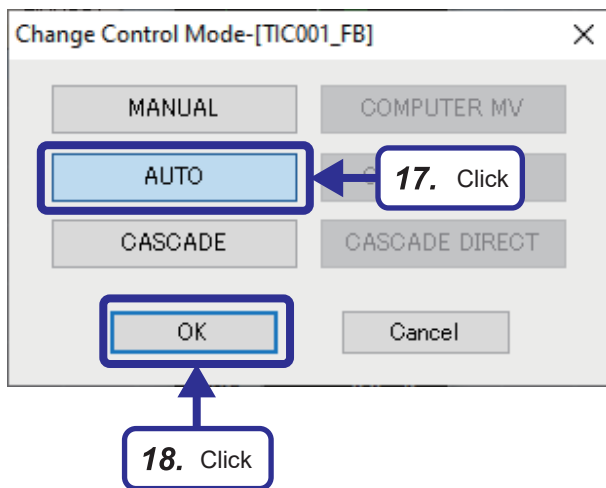 Change Control Mode-[TIC001_FB]
MANUAL
COMPUTER MV
AUTO
17. Click
CASCADE
CASCADE DIRECT
OK
Cancel
18. Click